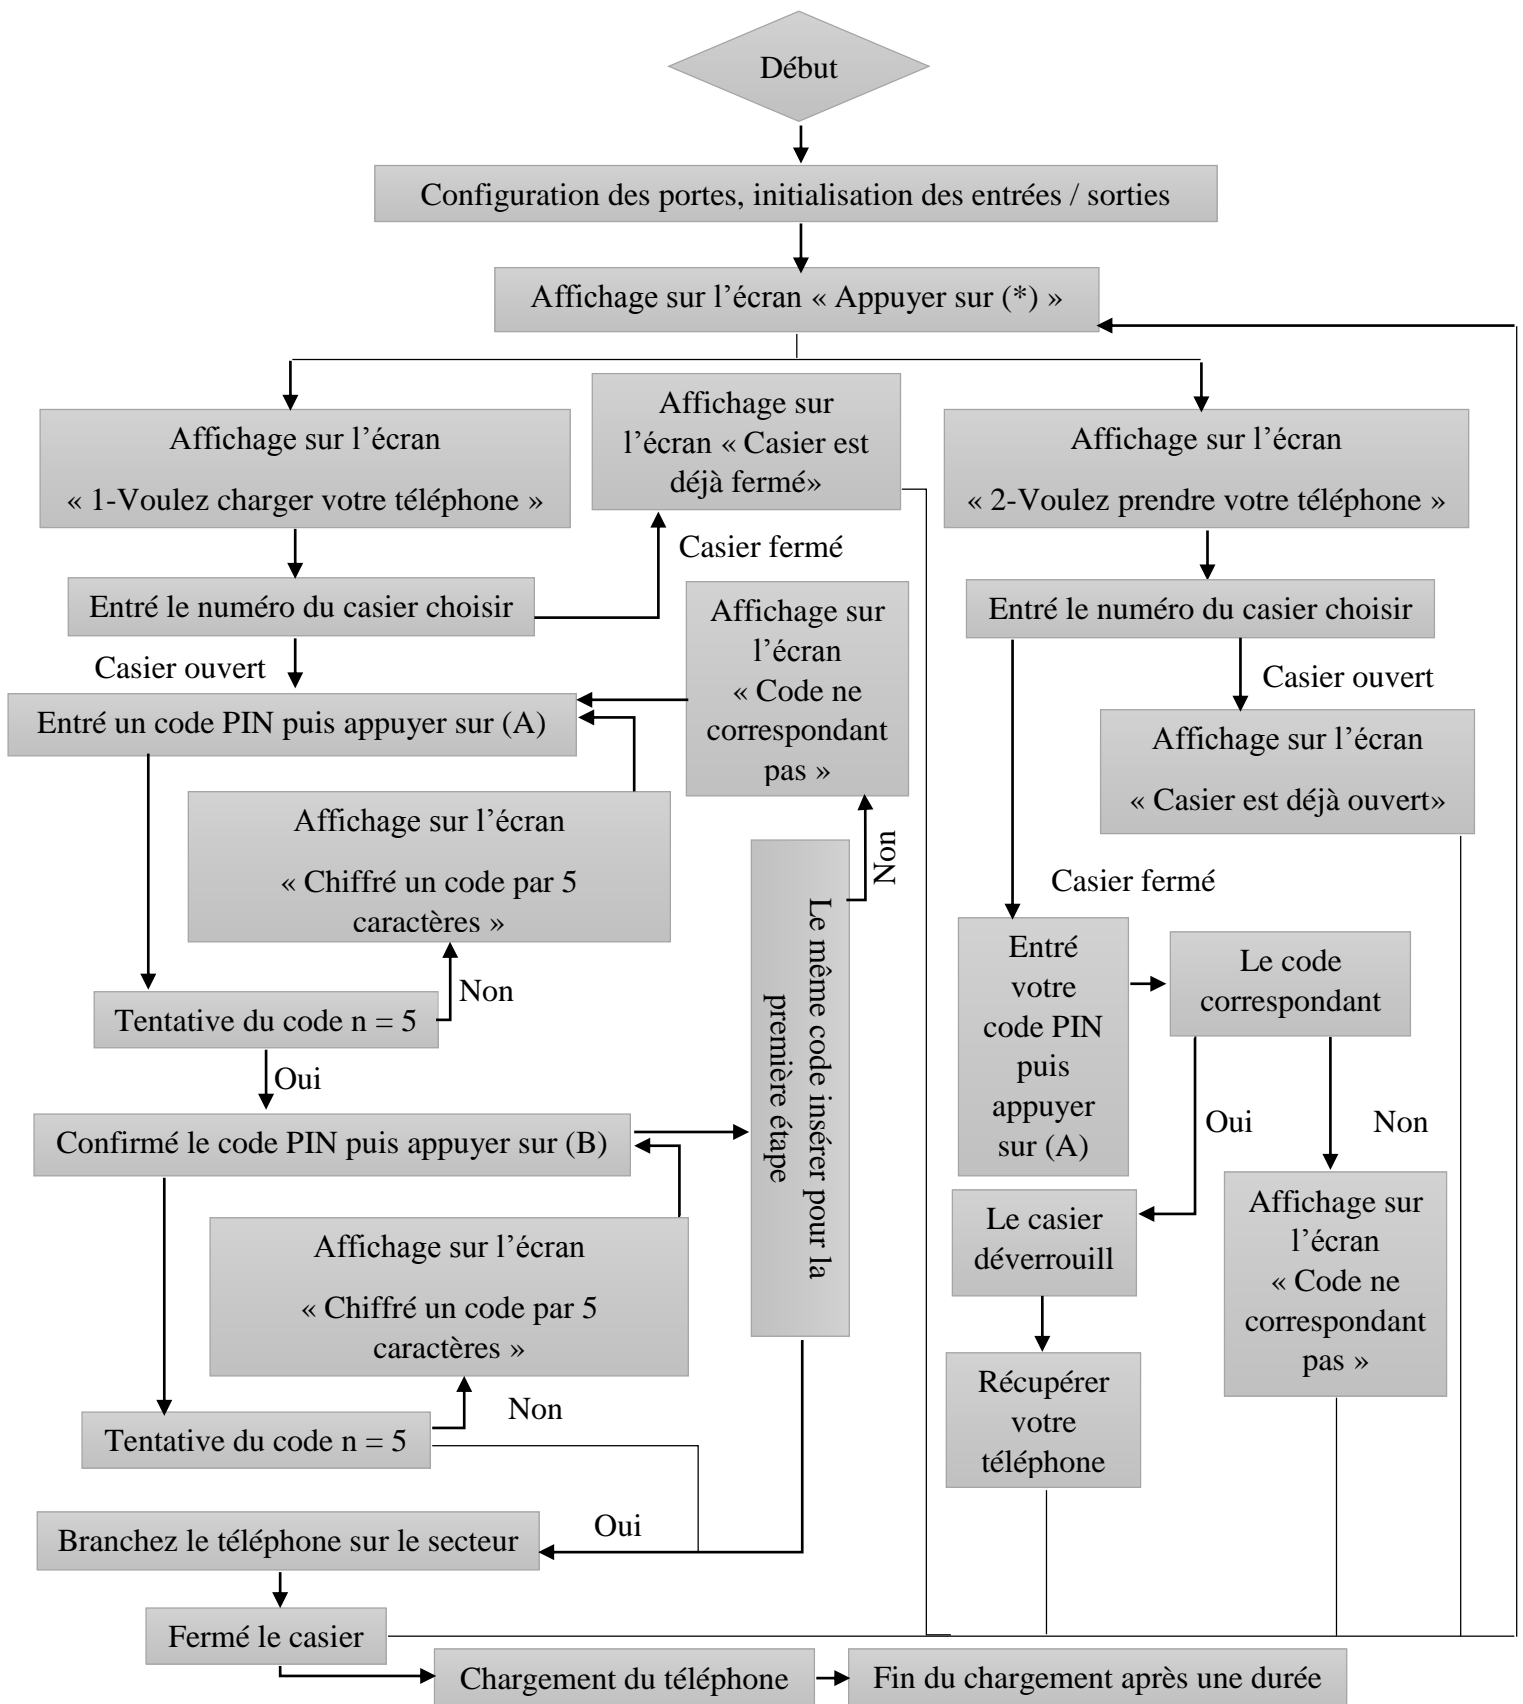 Début
Configuration des portes, initialisation des entrées / sorties
Affichage sur l’écran « Appuyer sur (*) »
Affichage sur l’écran
« 1-Voulez charger votre téléphone »
Affichage sur
l’écran « Casier est
déjà fermé»
Affichage sur l’écran
« 2-Voulez prendre votre téléphone »
Casier fermé
Entré le numéro du casier choisir
Entré le numéro du casier choisir
Casier ouvert
Affichage sur
l’écran
« Code ne
correspondant
pas »
Casier ouvert
Entré un code PIN puis appuyer sur (A)
Affichage sur l’écran
« Casier est déjà ouvert»
Affichage sur l’écran
« Chiffré un code par 5
caractères »
Non
Casier fermé
Le même code insérer pour la
première étape
Entré
votre
code PIN
puis
appuyer
sur (A)
Le code
correspondant
Non
Tentative du code n = 5
Oui
Confirmé le code PIN puis appuyer sur (B)
Oui
Non
Le casier
déverrouill
Affichage sur
l’écran
« Code ne
correspondant
pas »
Affichage sur l’écran
« Chiffré un code par 5
caractères »
Récupérer
votre
téléphone
Non
Tentative du code n = 5
Oui
Branchez le téléphone sur le secteur
Fermé le casier
Chargement du téléphone
Fin du chargement après une durée